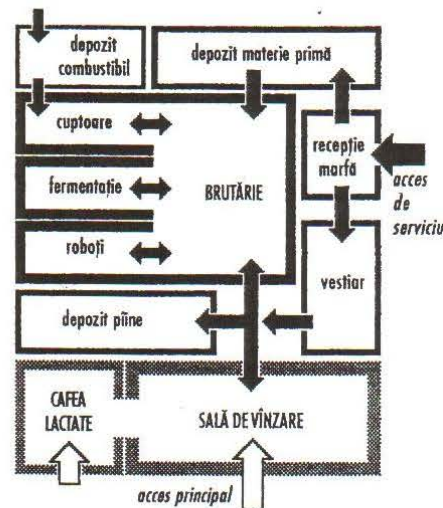 depozit
combustibil
depozit materie primă
cuptoare
recepție
marfă
fermentație
BRUTĂRIE
acces
de
serviciu
roboți
vestiar
depozit pîine
CAFEA
LACTATE
SALĂ DE VÎNZARE
acces principal